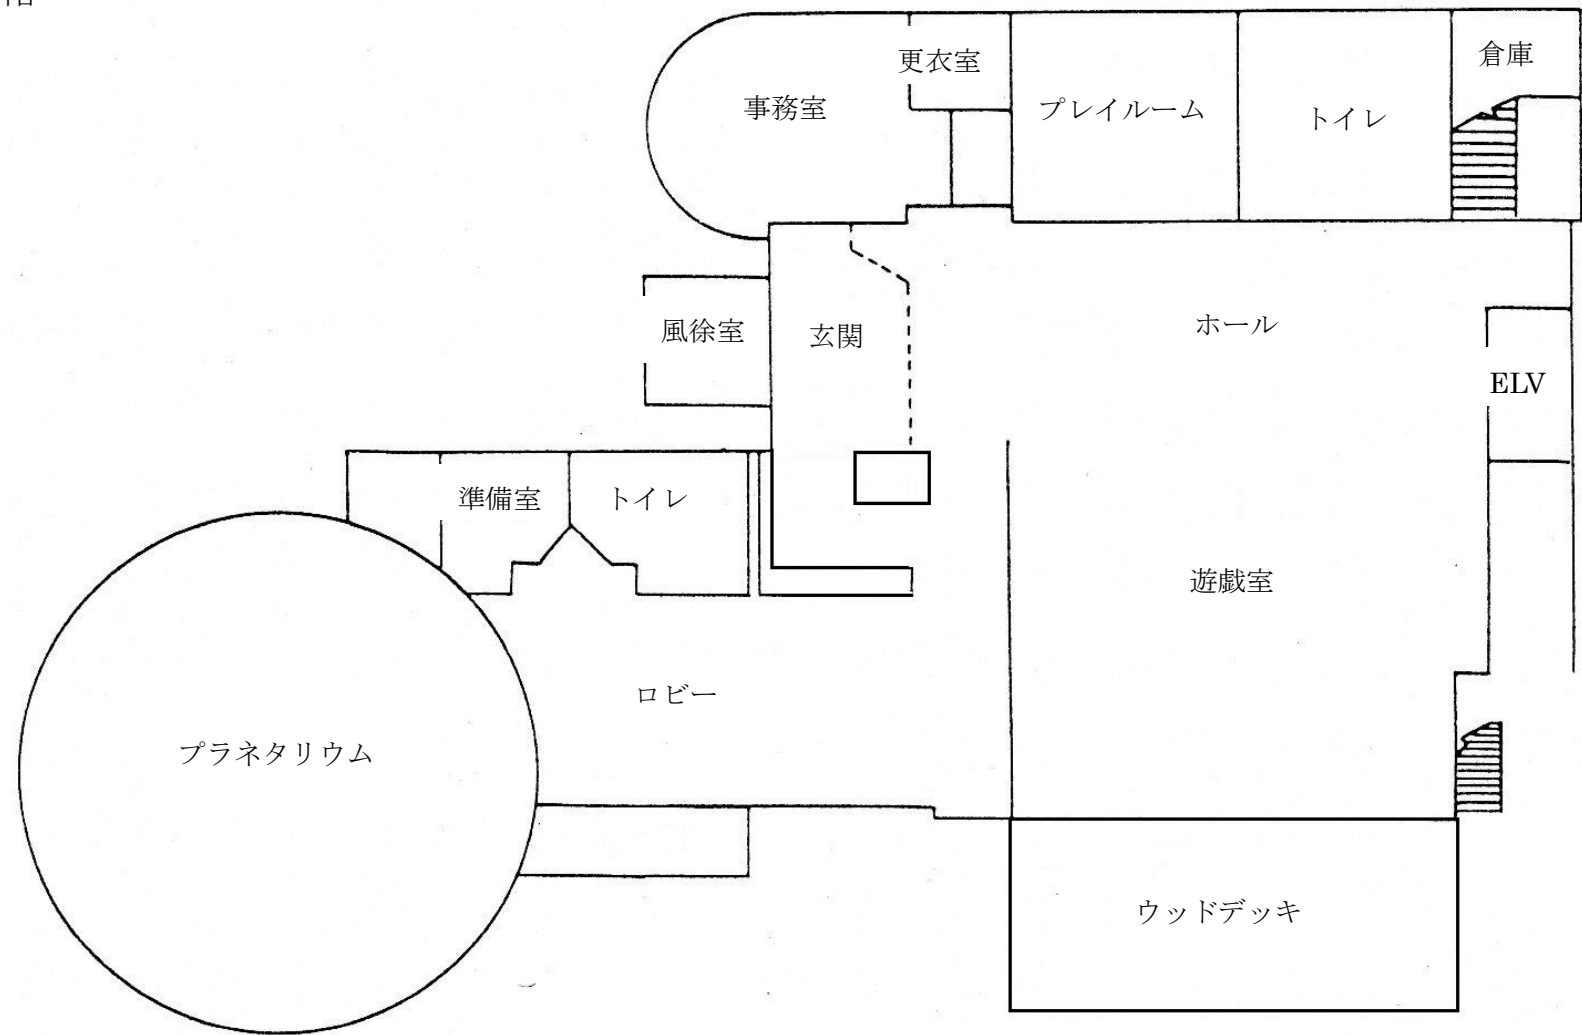 更衣室
倉庫
事務室
プレイルーム
トイレ
風徐室
玄関
ホール
ELV
準備室
トイレ
遊戯室
ロビー
プラネタリウム
ウッドデッキ